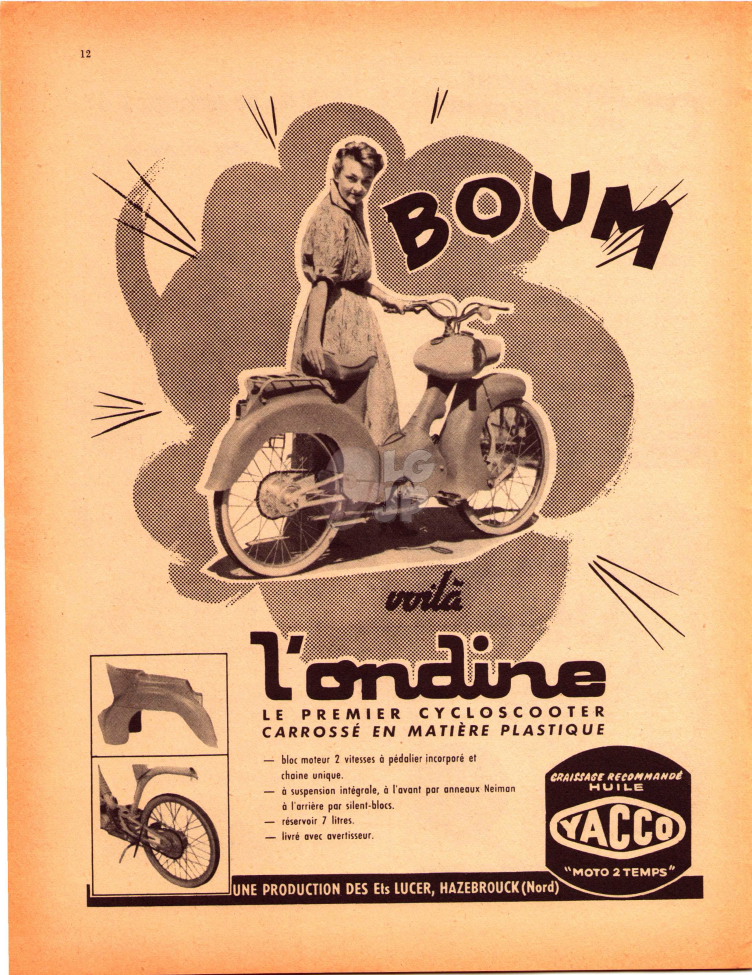 12
BOUM
LG
JP
voilà
l'ondine
LE PREMIER CYCLOSCOOTER
CARROSSÉ EN MATIÈRE PLASTIQUE
— bloc moteur 2 vitesses à pédalier incorporé et
chaine unique.
— à suspension intégrale, à l'avant par anneaux Neiman
à l'arrière par silent-blocs.
— réservoir 7 litres.
— livré avec avertisseur.
GRAISSAGE RECOMMANDÉ
HUILE
YACCO
"MOTO 2 TEMPS"
UNE PRODUCTION DES Ets LUCER, HAZEBROUCK (Nord)